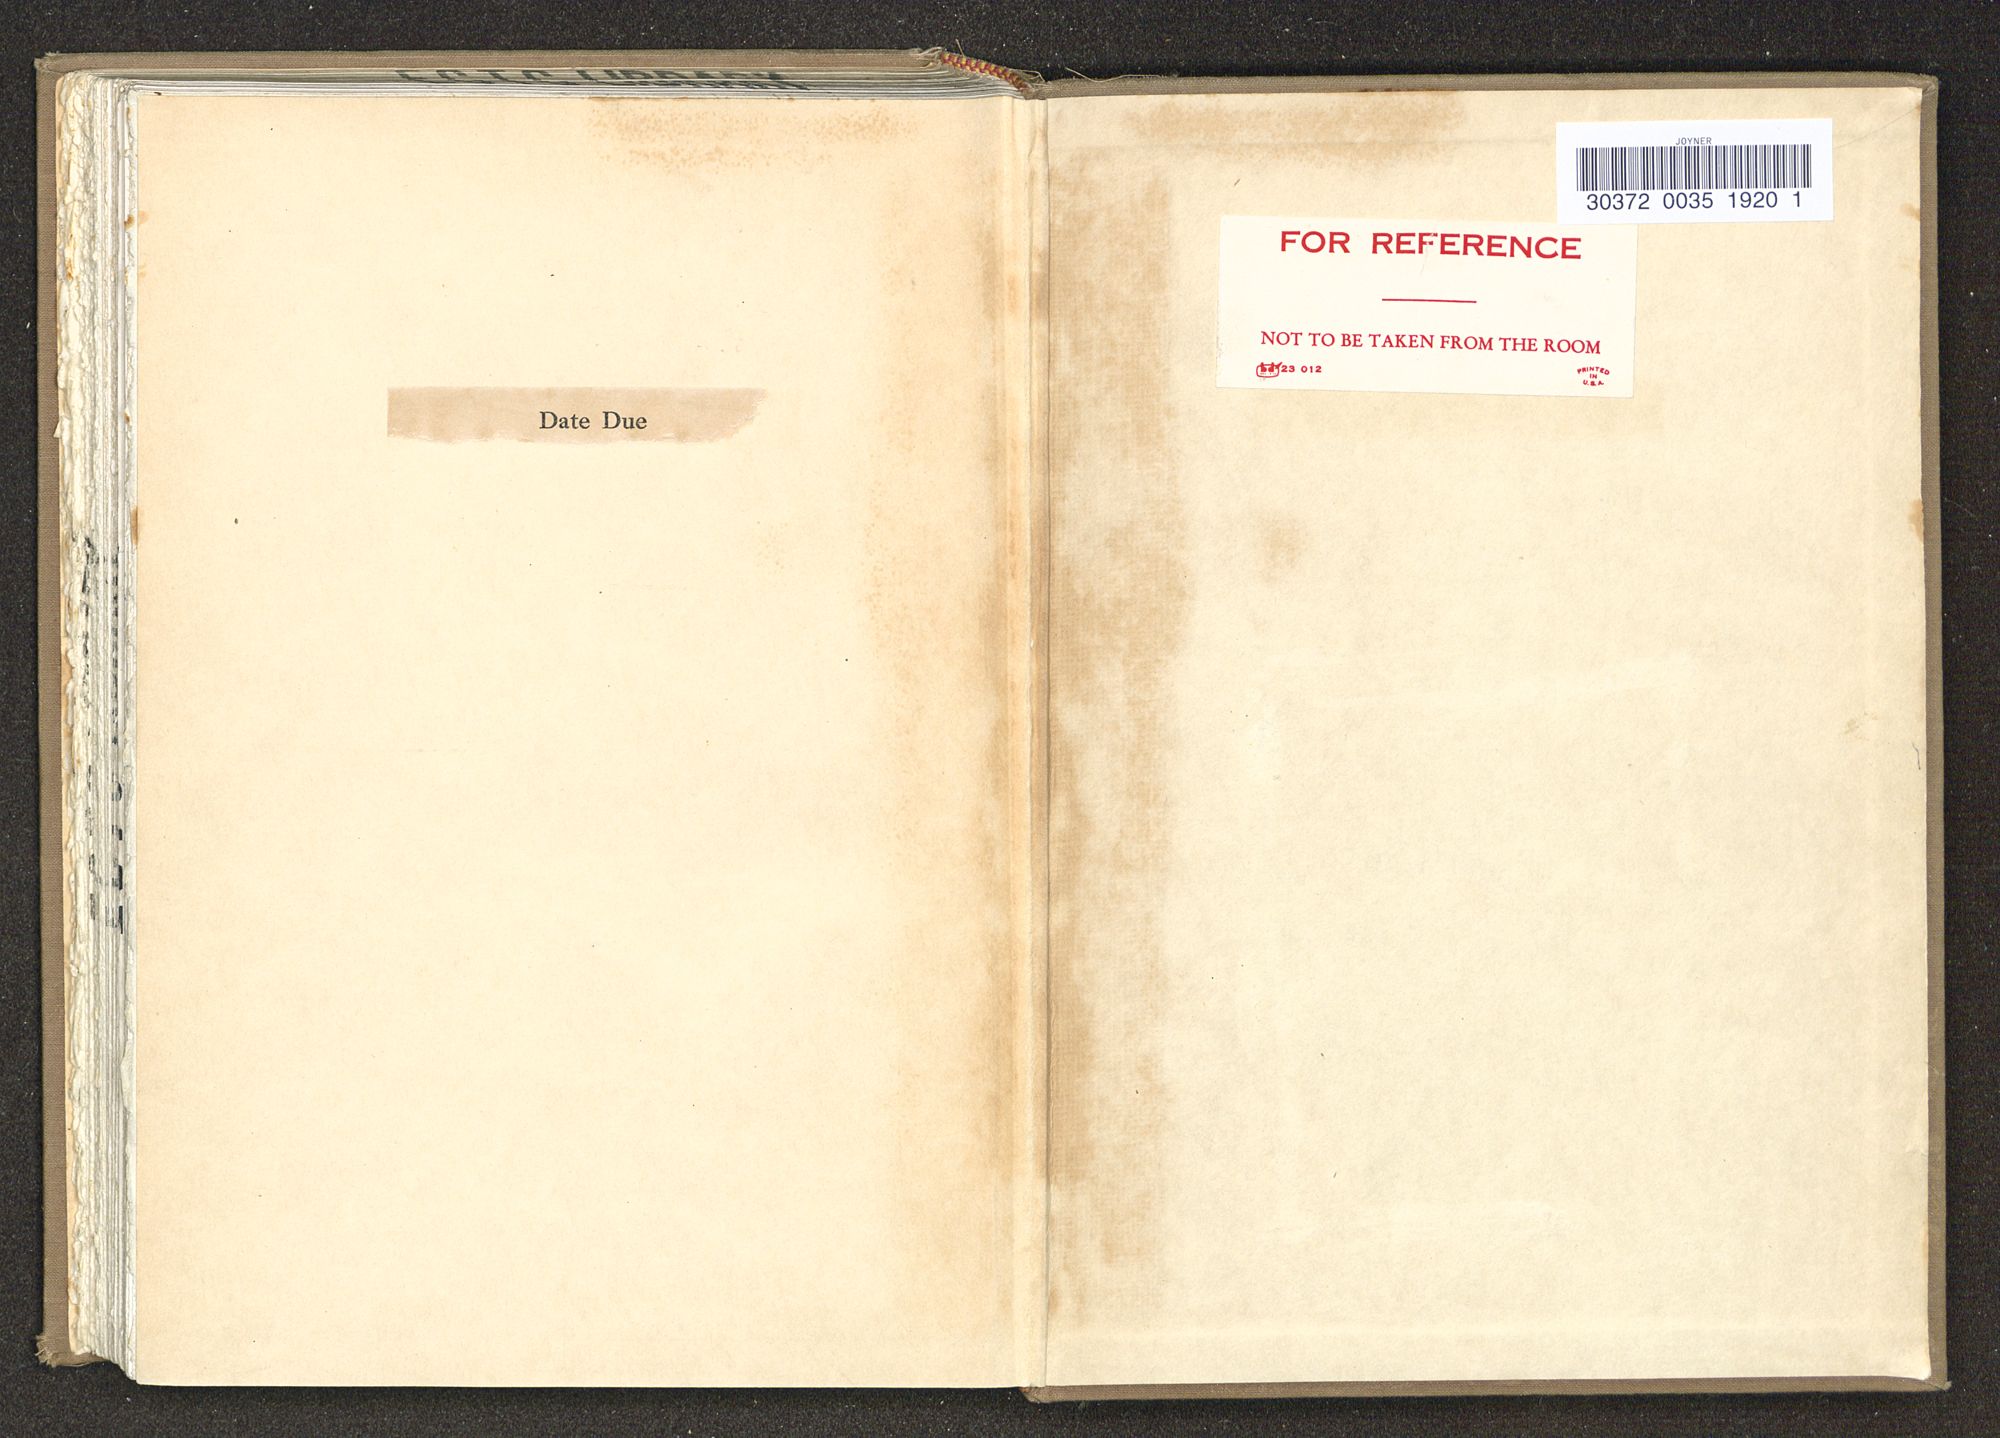 E.C.T.C. LIBRARY
Date Due
JOYNER
30372 0035 1920 1
FOR REFERENCE
NOT TO BE TAKEN FROM THE ROOM
23 012
PRINTED
IN
U.S.A.